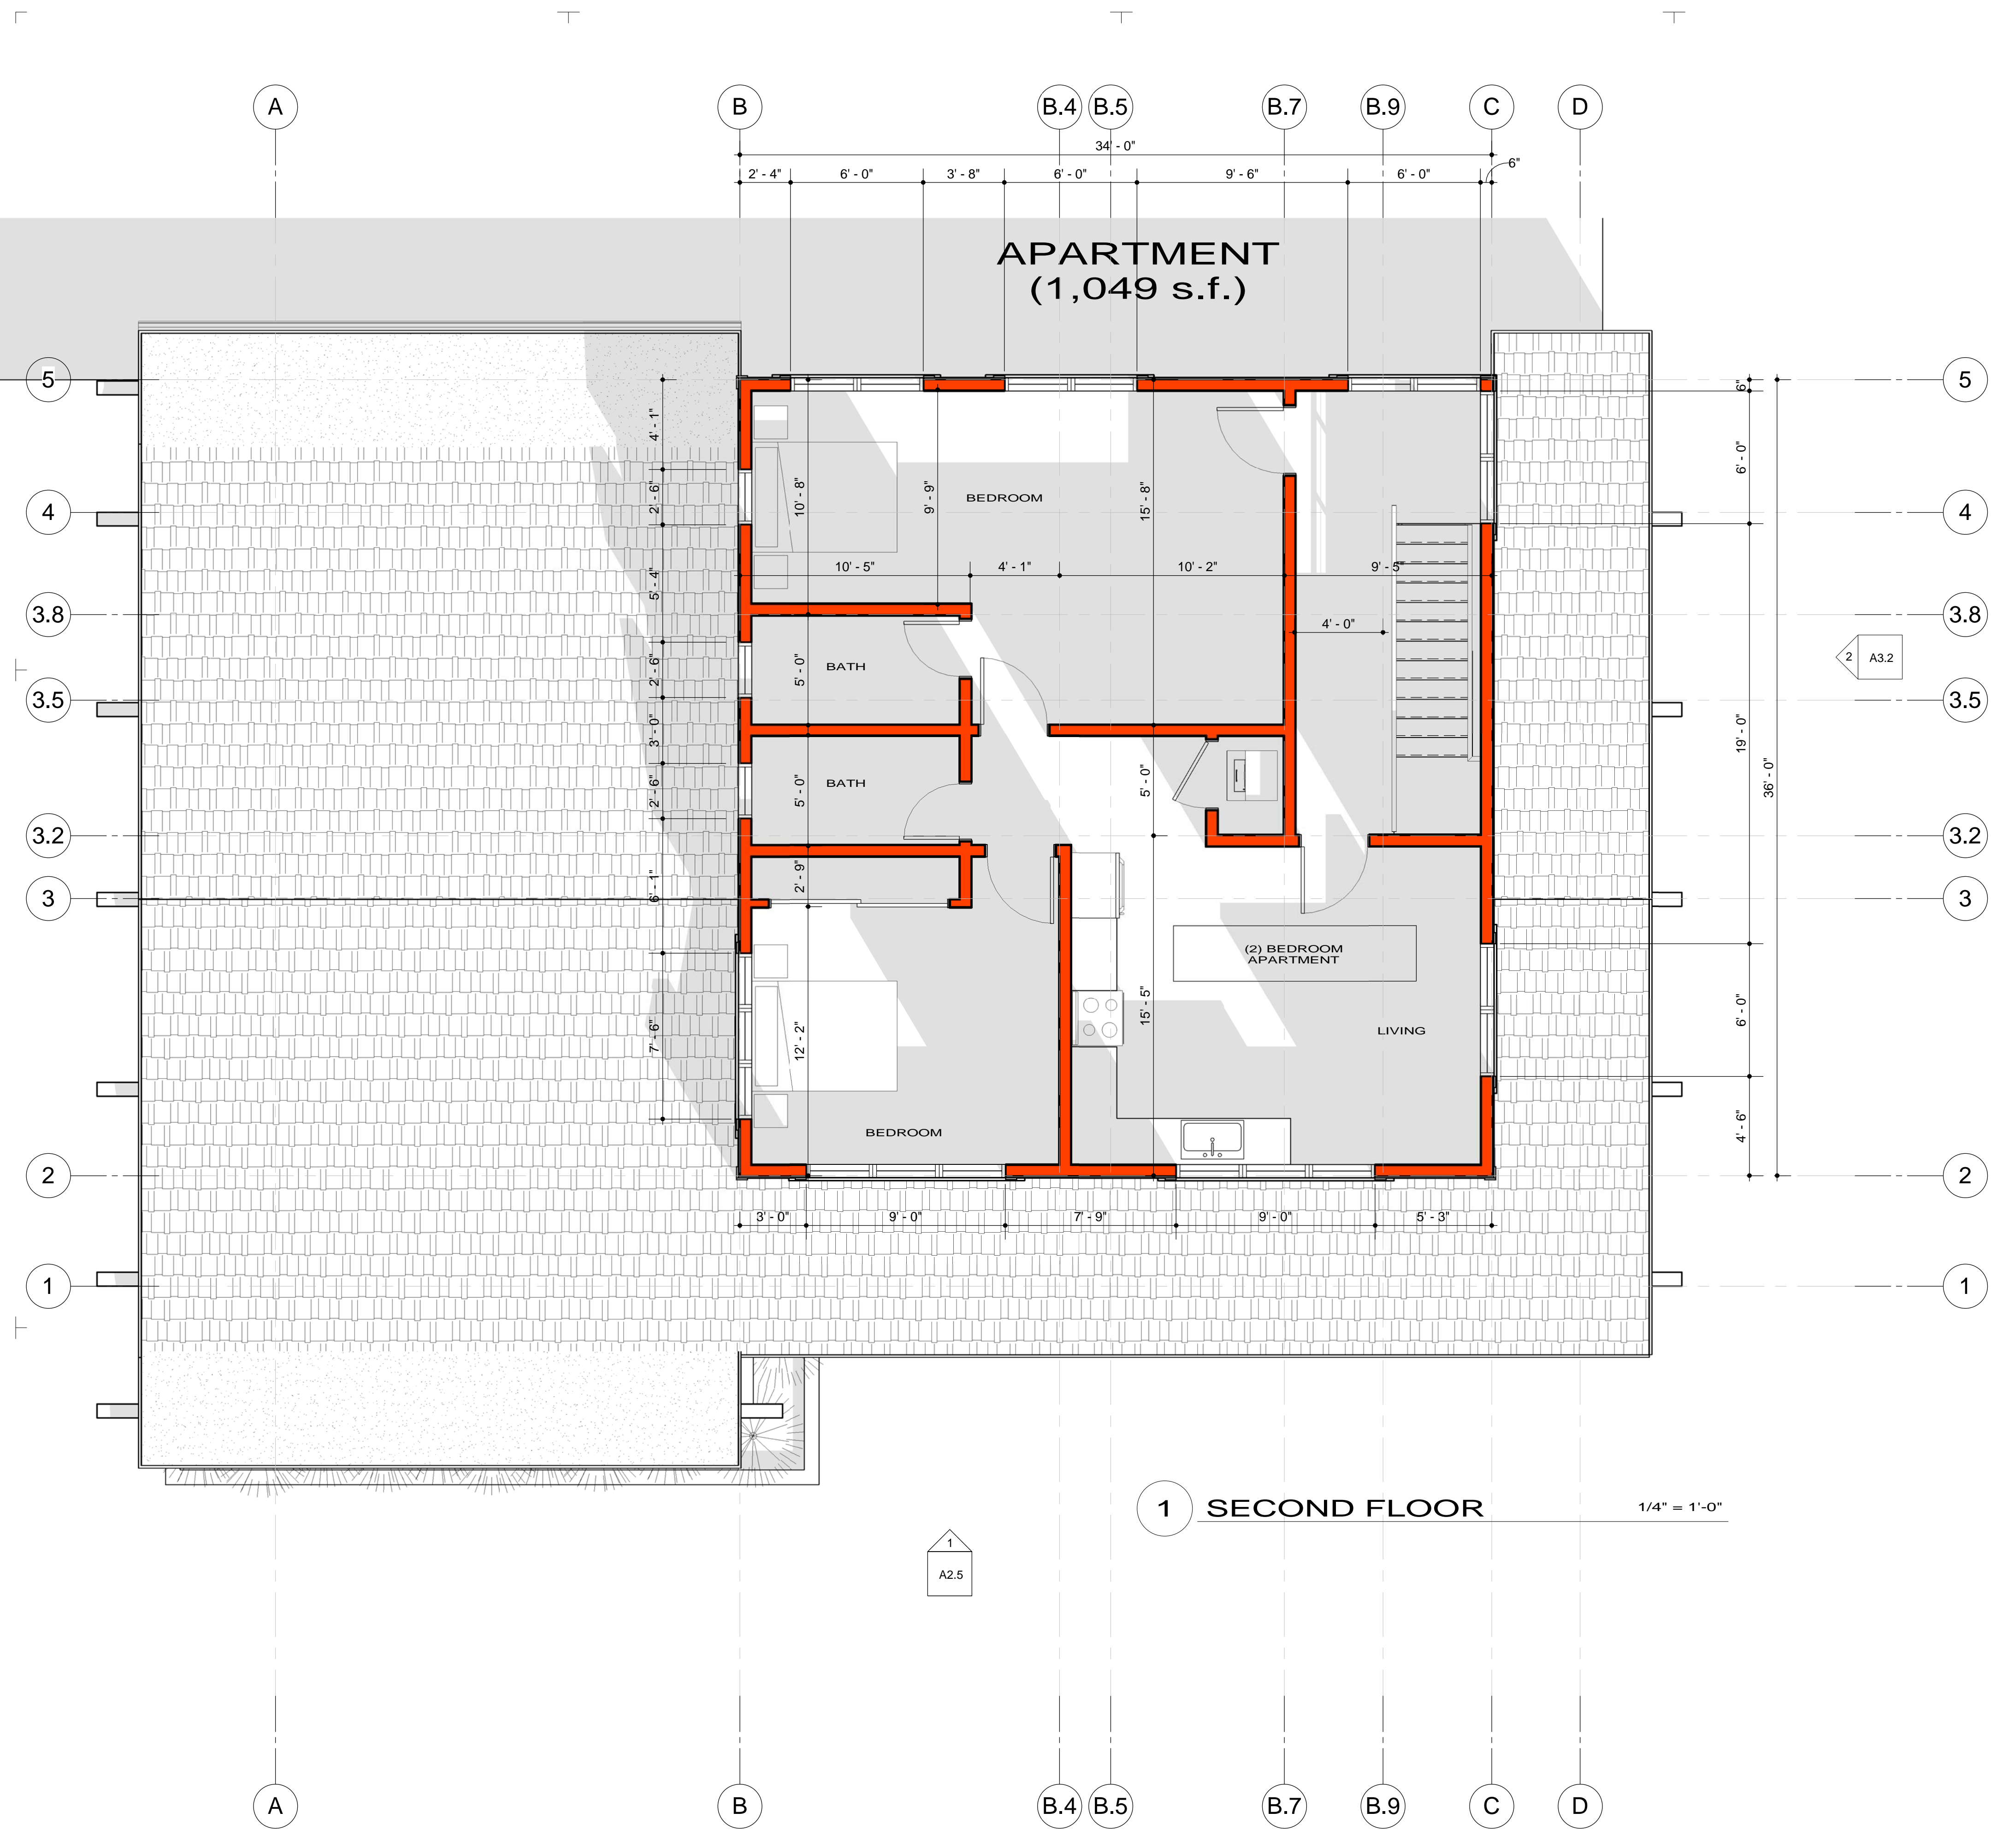 A B B.4 B.5 B.7 B.9 C D
34' - 0"
6"
2' - 4" 6' - 0" 3' - 8" 6' - 0" 9' - 6" 6' - 0"
APARTMENT
(1,049 s.f.)
5 5
6"
4' - 1"
6' - 0"
2' - 6"
10' - 8"
9' - 9"
BEDROOM
15' - 8"
4 4
10' - 5" 4' - 1" 10' - 2" 9' - 5"
5' - 4"
3.8 3.8
4' - 0"
2' - 6"
5' - 0"
BATH
2 A3.2
3.5 3.5
3' - 0"
19' - 0"
36' - 0"
2' - 6"
5' - 0"
BATH
5' - 0"
3.2 3.2
6' - 1"
2' - 9"
3 3
(2) BEDROOM
APARTMENT
7' - 6"
12' - 2"
15' - 5"
6' - 0"
LIVING
BEDROOM
4' - 6"
2 2
3' - 0" 9' - 0" 7' - 9" 9' - 0" 5' - 3"
1 1
1 SECOND FLOOR 1/4" = 1'-0"
1
A2.5
A B B.4 B.5 B.7 B.9 C D